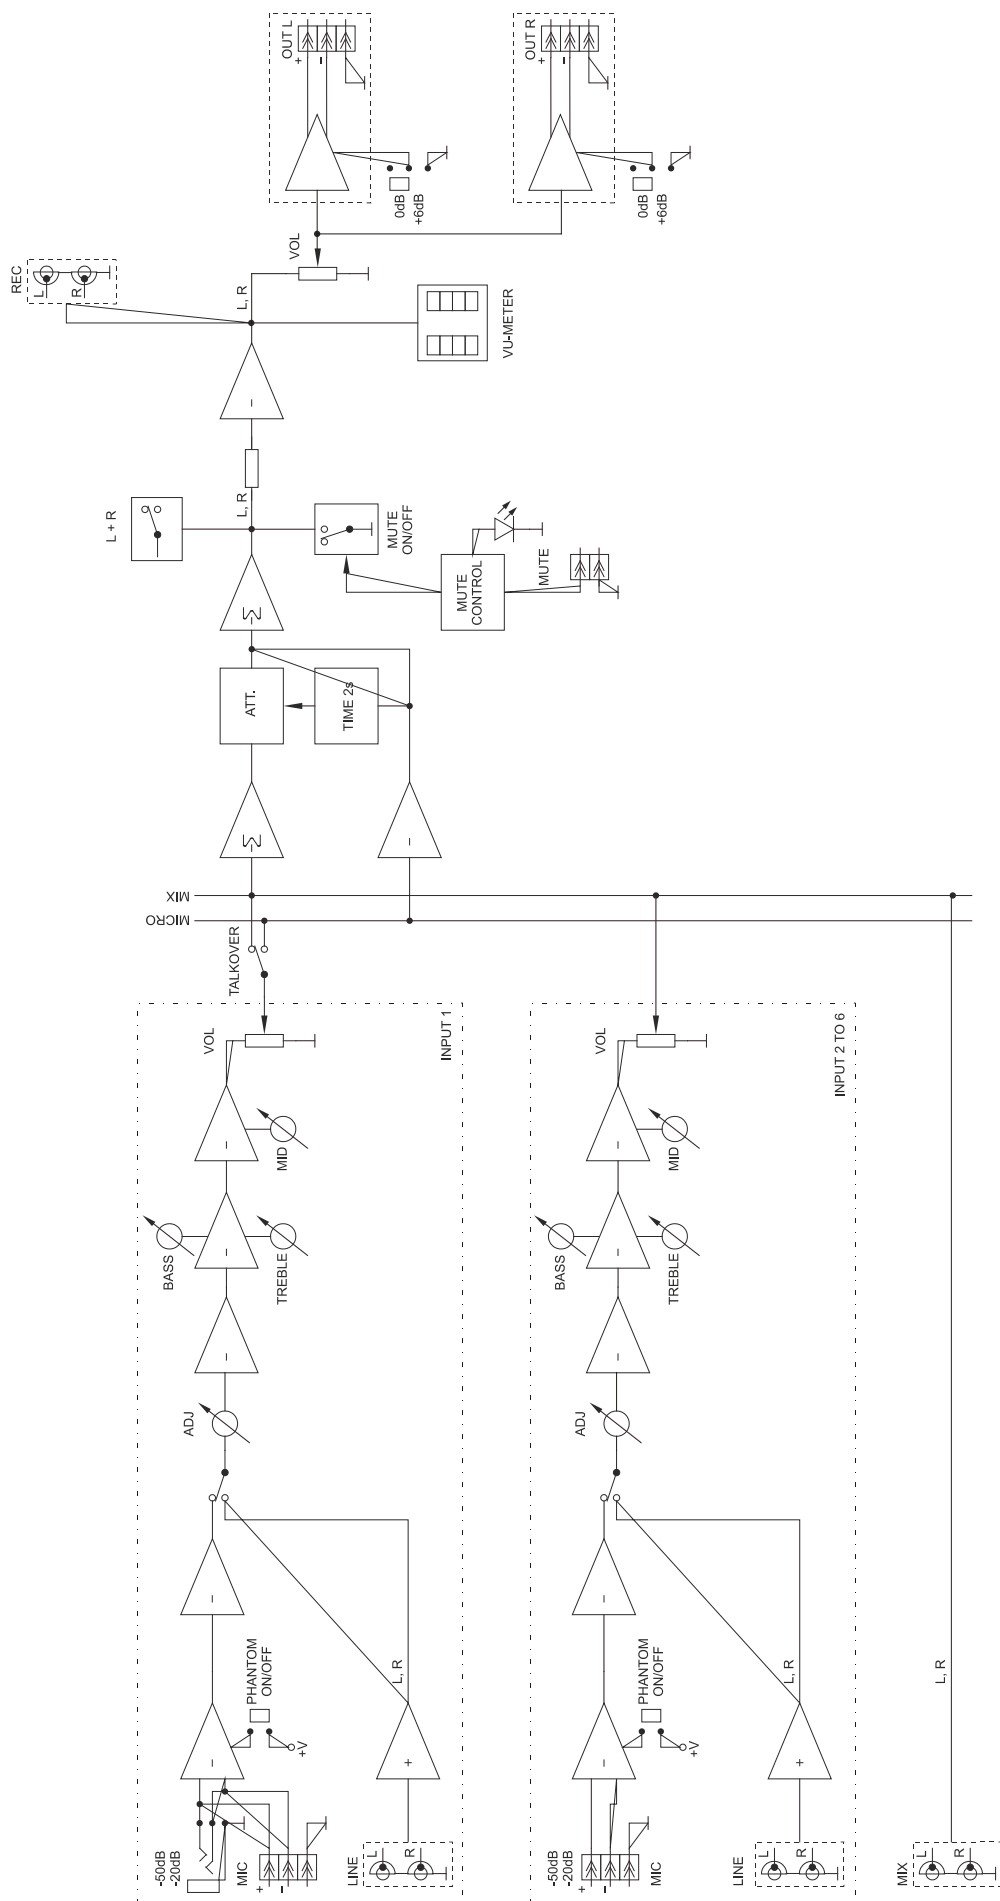 OUT L
+
-
0dB
+6dB
OUT R
+
-
0dB
+6dB
REC
L
R
VOL
L, R
VU-METER
L + R
L, R
MUTE
ON/OFF
MUTE
CONTROL
MUTE
Σ
-
ATT.
TIME 2s
Σ
-
MIX
MICRO
TALKOVER
INPUT 1
VOL
MID
BASS
TREBLE
ADJ
PHANTOM
ON/OFF
+V
L, R
-50dB
-20dB
MIC
+
-
LINE
L
R
INPUT 2 TO 6
VOL
MID
BASS
TREBLE
ADJ
PHANTOM
ON/OFF
+V
L, R
-50dB
-20dB
MIC
+
-
LINE
L
R
L, R
MIX
L
R